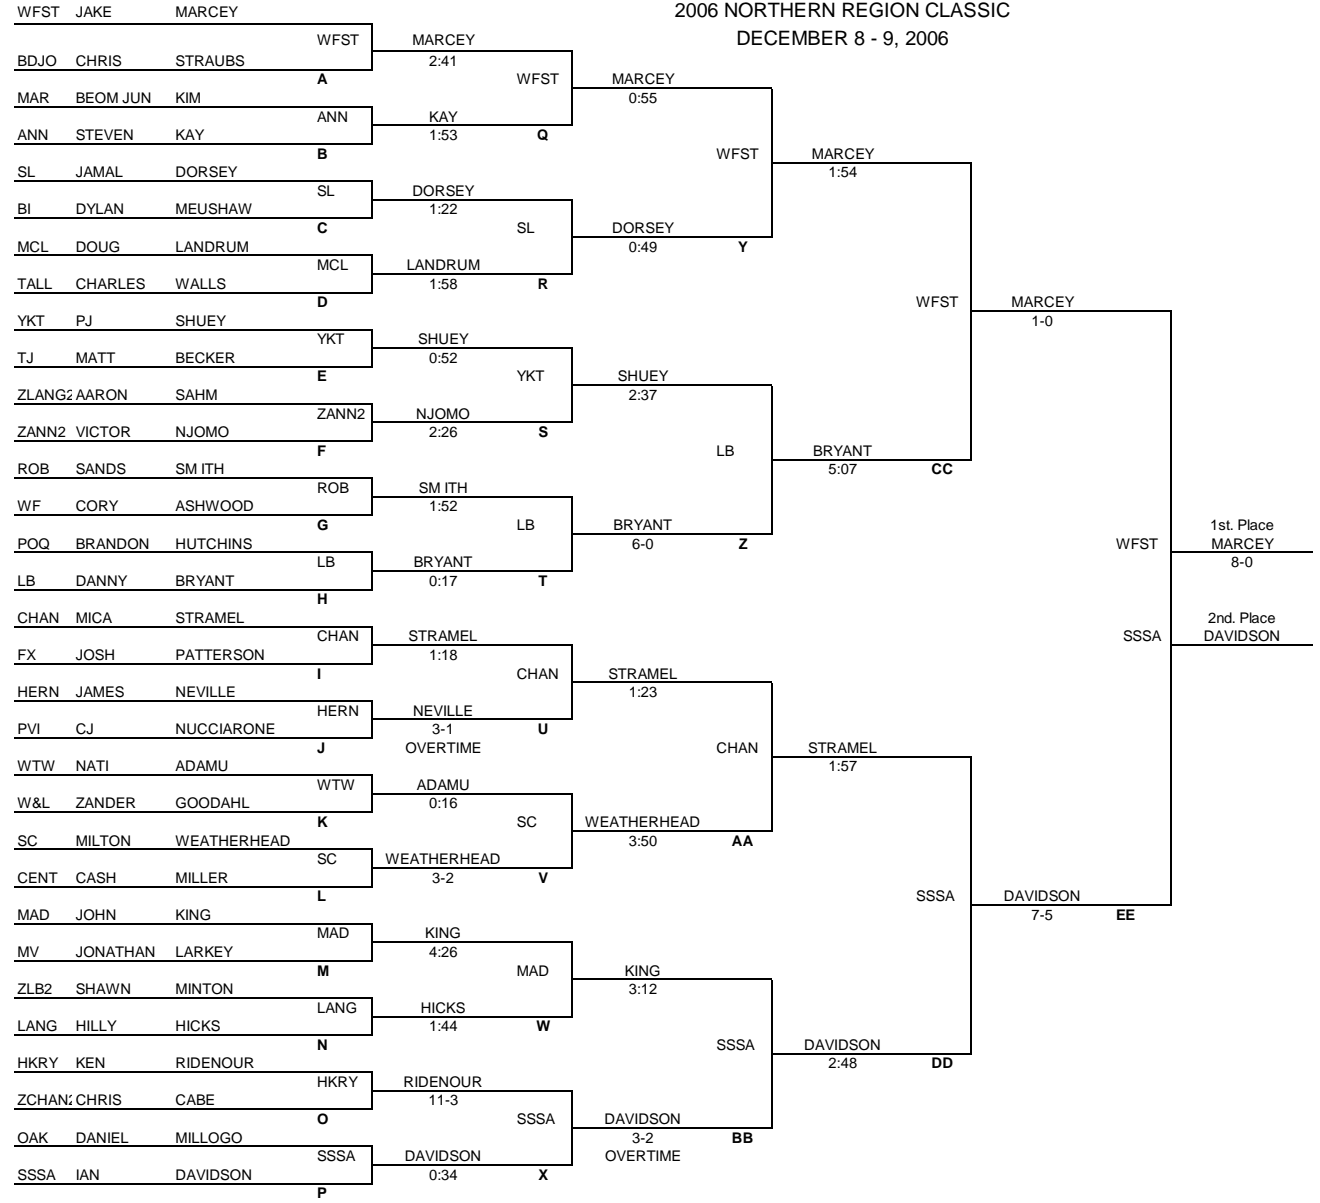 WFST JAKE MARCEY 2006 NORTHERN REGION CLASSIC
WFST MARCEY DECEMBER 8 - 9, 2006
BDJO CHRIS STRAUBS 2:41
A WFST MARCEY
MAR BEOM JUN KIM 0:55
ANN KAY
ANN STEVEN KAY 1:53 Q
B WFST MARCEY
SL JAMAL DORSEY 1:54
SL DORSEY
BI DYLAN MEUSHAW 1:22
C SL DORSEY
MCL DOUG LANDRUM 0:49 Y
MCL LANDRUM
TALL CHARLES WALLS 1:58 R
D WFST MARCEY
YKT PJ SHUEY 1-0
YKT SHUEY
TJ MATT BECKER 0:52
E YKT SHUEY
ZLANG2 AARON SAHM 2:37
ZANN2 NJOMO
ZANN2 VICTOR NJOMO 2:26 S
F LB BRYANT
ROB SANDS SMITH 5:07 CC
ROB SMITH
WF CORY ASHWOOD 1:52
G LB BRYANT 1st. Place
POQ BRANDON HUTCHINS 6-0 Z WFST MARCEY
LB BRYANT 8-0
LB DANNY BRYANT 0:17 T
H
CHAN MICA STRAMEL 2nd. Place
CHAN STRAMEL SSSA DAVIDSON
FX JOSH PATTERSON 1:18
I CHAN STRAMEL
HERN JAMES NEVILLE 1:23
HERN NEVILLE
PVI CJ NUCCIARONE 3-1 U
J OVERTIME CHAN STRAMEL
WTW NATI ADAMU 1:57
WTW ADAMU
W&L ZANDER GOODAHL 0:16
K SC WEATHERHEAD
SC MILTON WEATHERHEAD 3:50 AA
SC WEATHERHEAD
CENT CASH MILLER 3-2 V
L SSSA DAVIDSON
MAD JOHN KING 7-5 EE
MAD KING
MV JONATHAN LARKEY 4:26
M MAD KING
ZLB2 SHAWN MINTON 3:12
LANG HICKS
LANG HILLY HICKS 1:44 W
N SSSA DAVIDSON
HKRY KEN RIDENOUR 2:48 DD
HKRY RIDENOUR
ZCHAN2 CHRIS CABE 11-3
O SSSA DAVIDSON
OAK DANIEL MILLOGO 3-2 BB
SSSA DAVIDSON OVERTIME
SSSA IAN DAVIDSON 0:34 X
P